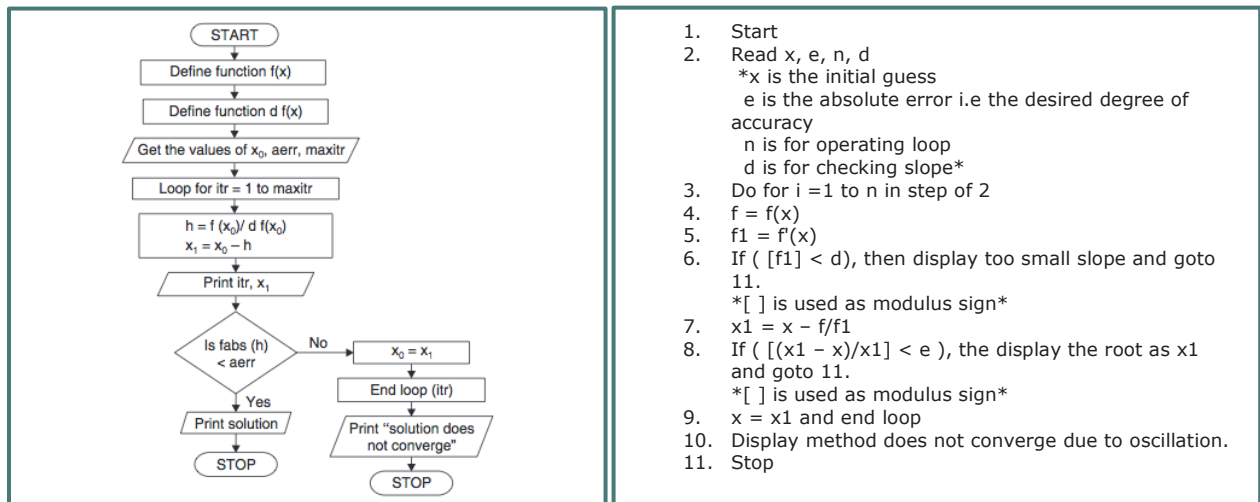 START
Define function f(x)
Define function d f(x)
Get the values of x₀, aerr, maxitr
Loop for itr = 1 to maxitr
h = f (x₀)/ d f(x₀)
x₁ = x₀ – h
Print itr, x₁
Is fabs (h)
< aerr
No
x₀ = x₁
End loop (itr)
Yes
Print solution
Print “solution does
not converge”
STOP
STOP
1. Start
2. Read x, e, n, d
*x is the initial guess
e is the absolute error i.e the desired degree of
accuracy
n is for operating loop
d is for checking slope*
3. Do for i =1 to n in step of 2
4. f = f(x)
5. f1 = f'(x)
6. If ( [f1] < d), then display too small slope and goto
11.
*[ ] is used as modulus sign*
7. x1 = x – f/f1
8. If ( [(x1 – x)/x1] < e ), the display the root as x1
and goto 11.
*[ ] is used as modulus sign*
9. x = x1 and end loop
10. Display method does not converge due to oscillation.
11. Stop